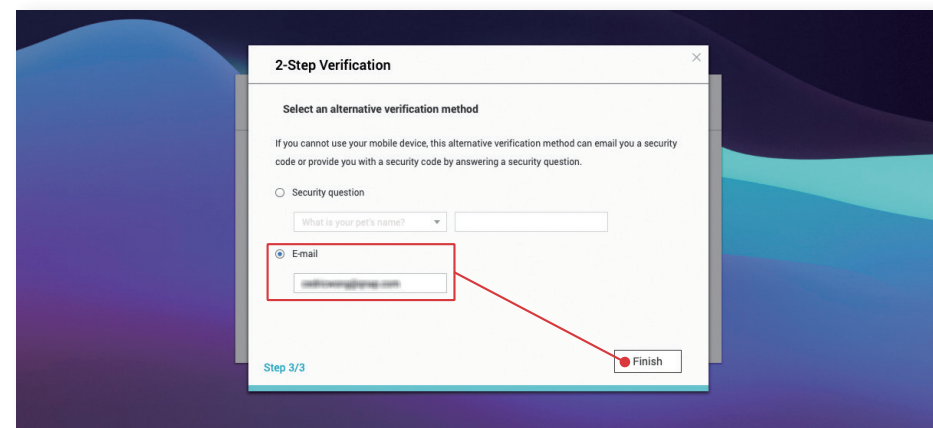 2-Step Verification
Select an alternative verification method
If you cannot use your mobile device, this alternative verification method can email you a security
code or provide you with a security code by answering a security question.
Security question
What is your pet's name?
E-mail
Step 3/3
Finish